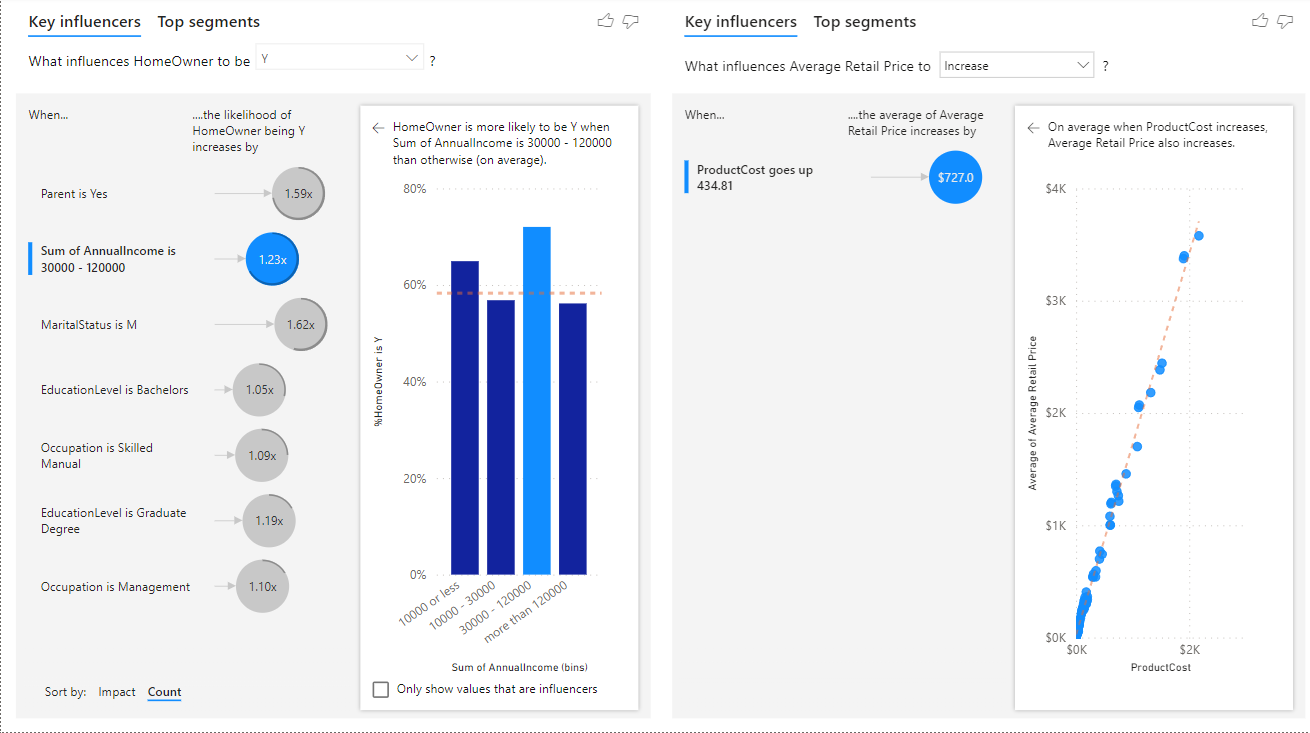 Key influencers Top segments
What influences HomeOwner to be Y ?
When...
....the likelihood of
HomeOwner being Y
increases by
Parent is Yes
1.59x
Sum of AnnualIncome is
30000 - 120000
1.23x
MaritalStatus is M
1.62x
EducationLevel is Bachelors
1.05x
Occupation is Skilled
Manual
1.09x
EducationLevel is Graduate
Degree
1.19x
Occupation is Management
1.10x
Sort by: Impact Count
HomeOwner is more likely to be Y when
Sum of AnnualIncome is 30000 - 120000
than otherwise (on average).
80%
60%
40%
20%
0%
%HomeOwner is Y
10000 or less
10000 - 30000
30000 - 120000
more than 120000
Sum of AnnualIncome (bins)
Only show values that are influencers
Key influencers Top segments
What influences Average Retail Price to Increase ?
When...
....the average of Average
Retail Price increases by
ProductCost goes up
434.81
$727.0
On average when ProductCost increases,
Average Retail Price also increases.
$4K
$3K
$2K
$1K
$0K
Average of Average Retail Price
$0K
$2K
ProductCost